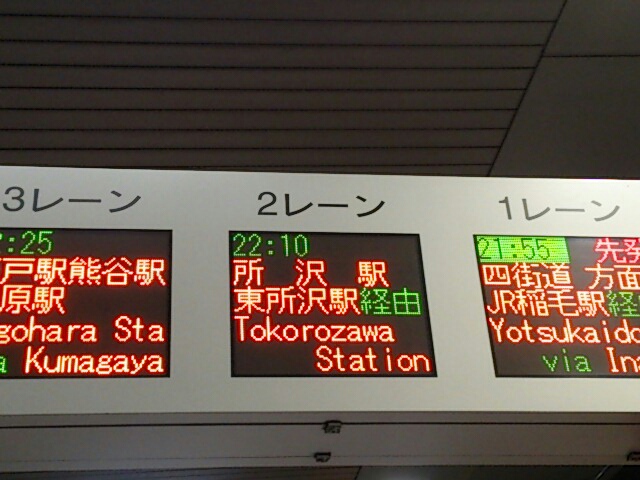 3レーン
:25
戸駅熊谷駅
原駅
gohara Sta
Kumagaya
2レーン
22:10
所 沢 駅
東所沢駅経由
Tokorozawa
Station
1レーン
21:55 先発
四街道 方面
JR稲毛駅経
Yotsukaido
via Ina